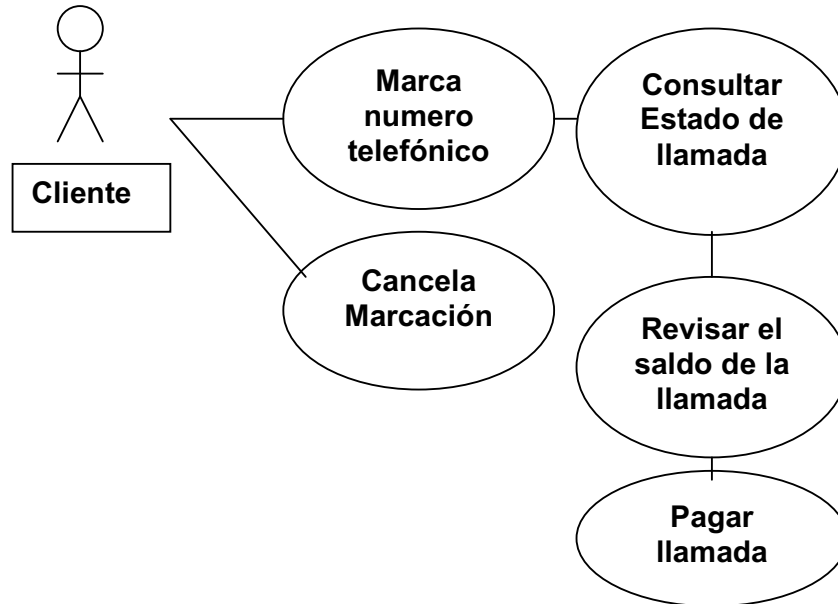 Cliente
Marca
numero
telefónico
Consultar
Estado de
llamada
Cancela
Marcación
Revisar el
saldo de la
llamada
Pagar
llamada